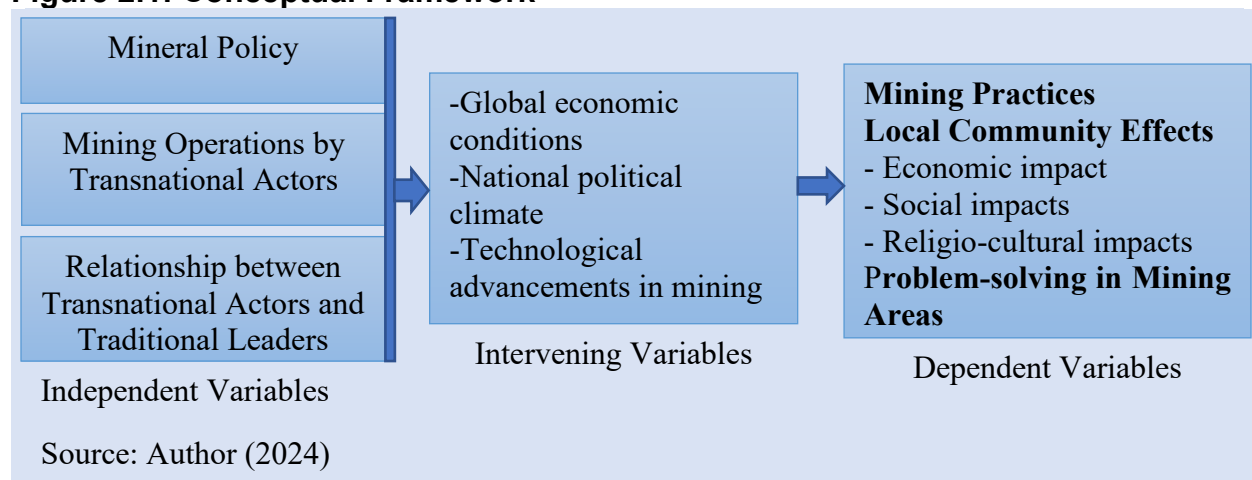 Mineral Policy
Mining Operations by
Transnational Actors
Relationship between
Transnational Actors and
Traditional Leaders
Independent Variables
-Global economic
conditions
-National political
climate
-Technological
advancements in mining
Intervening Variables
Mining Practices
Local Community Effects
- Economic impact
- Social impacts
- Religio-cultural impacts
Problem-solving in Mining
Areas
Dependent Variables
Source: Author (2024)